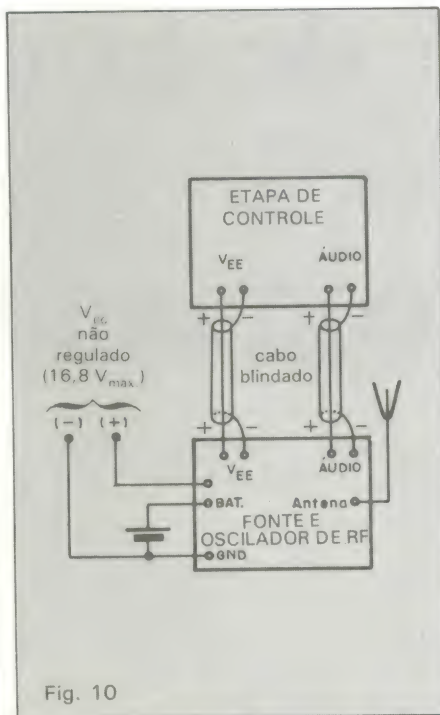 ETAPA DE
CONTROLE
VEE ÁUDIO
+ - + -
Vcc
não
regulado
(16,8 Vmax.)
(-) (+)
cabo
blindado
+ - + -
VEE ÁUDIO
BAT. Antena
FONTE E
OSCILADOR DE RF
GND
Fig. 10